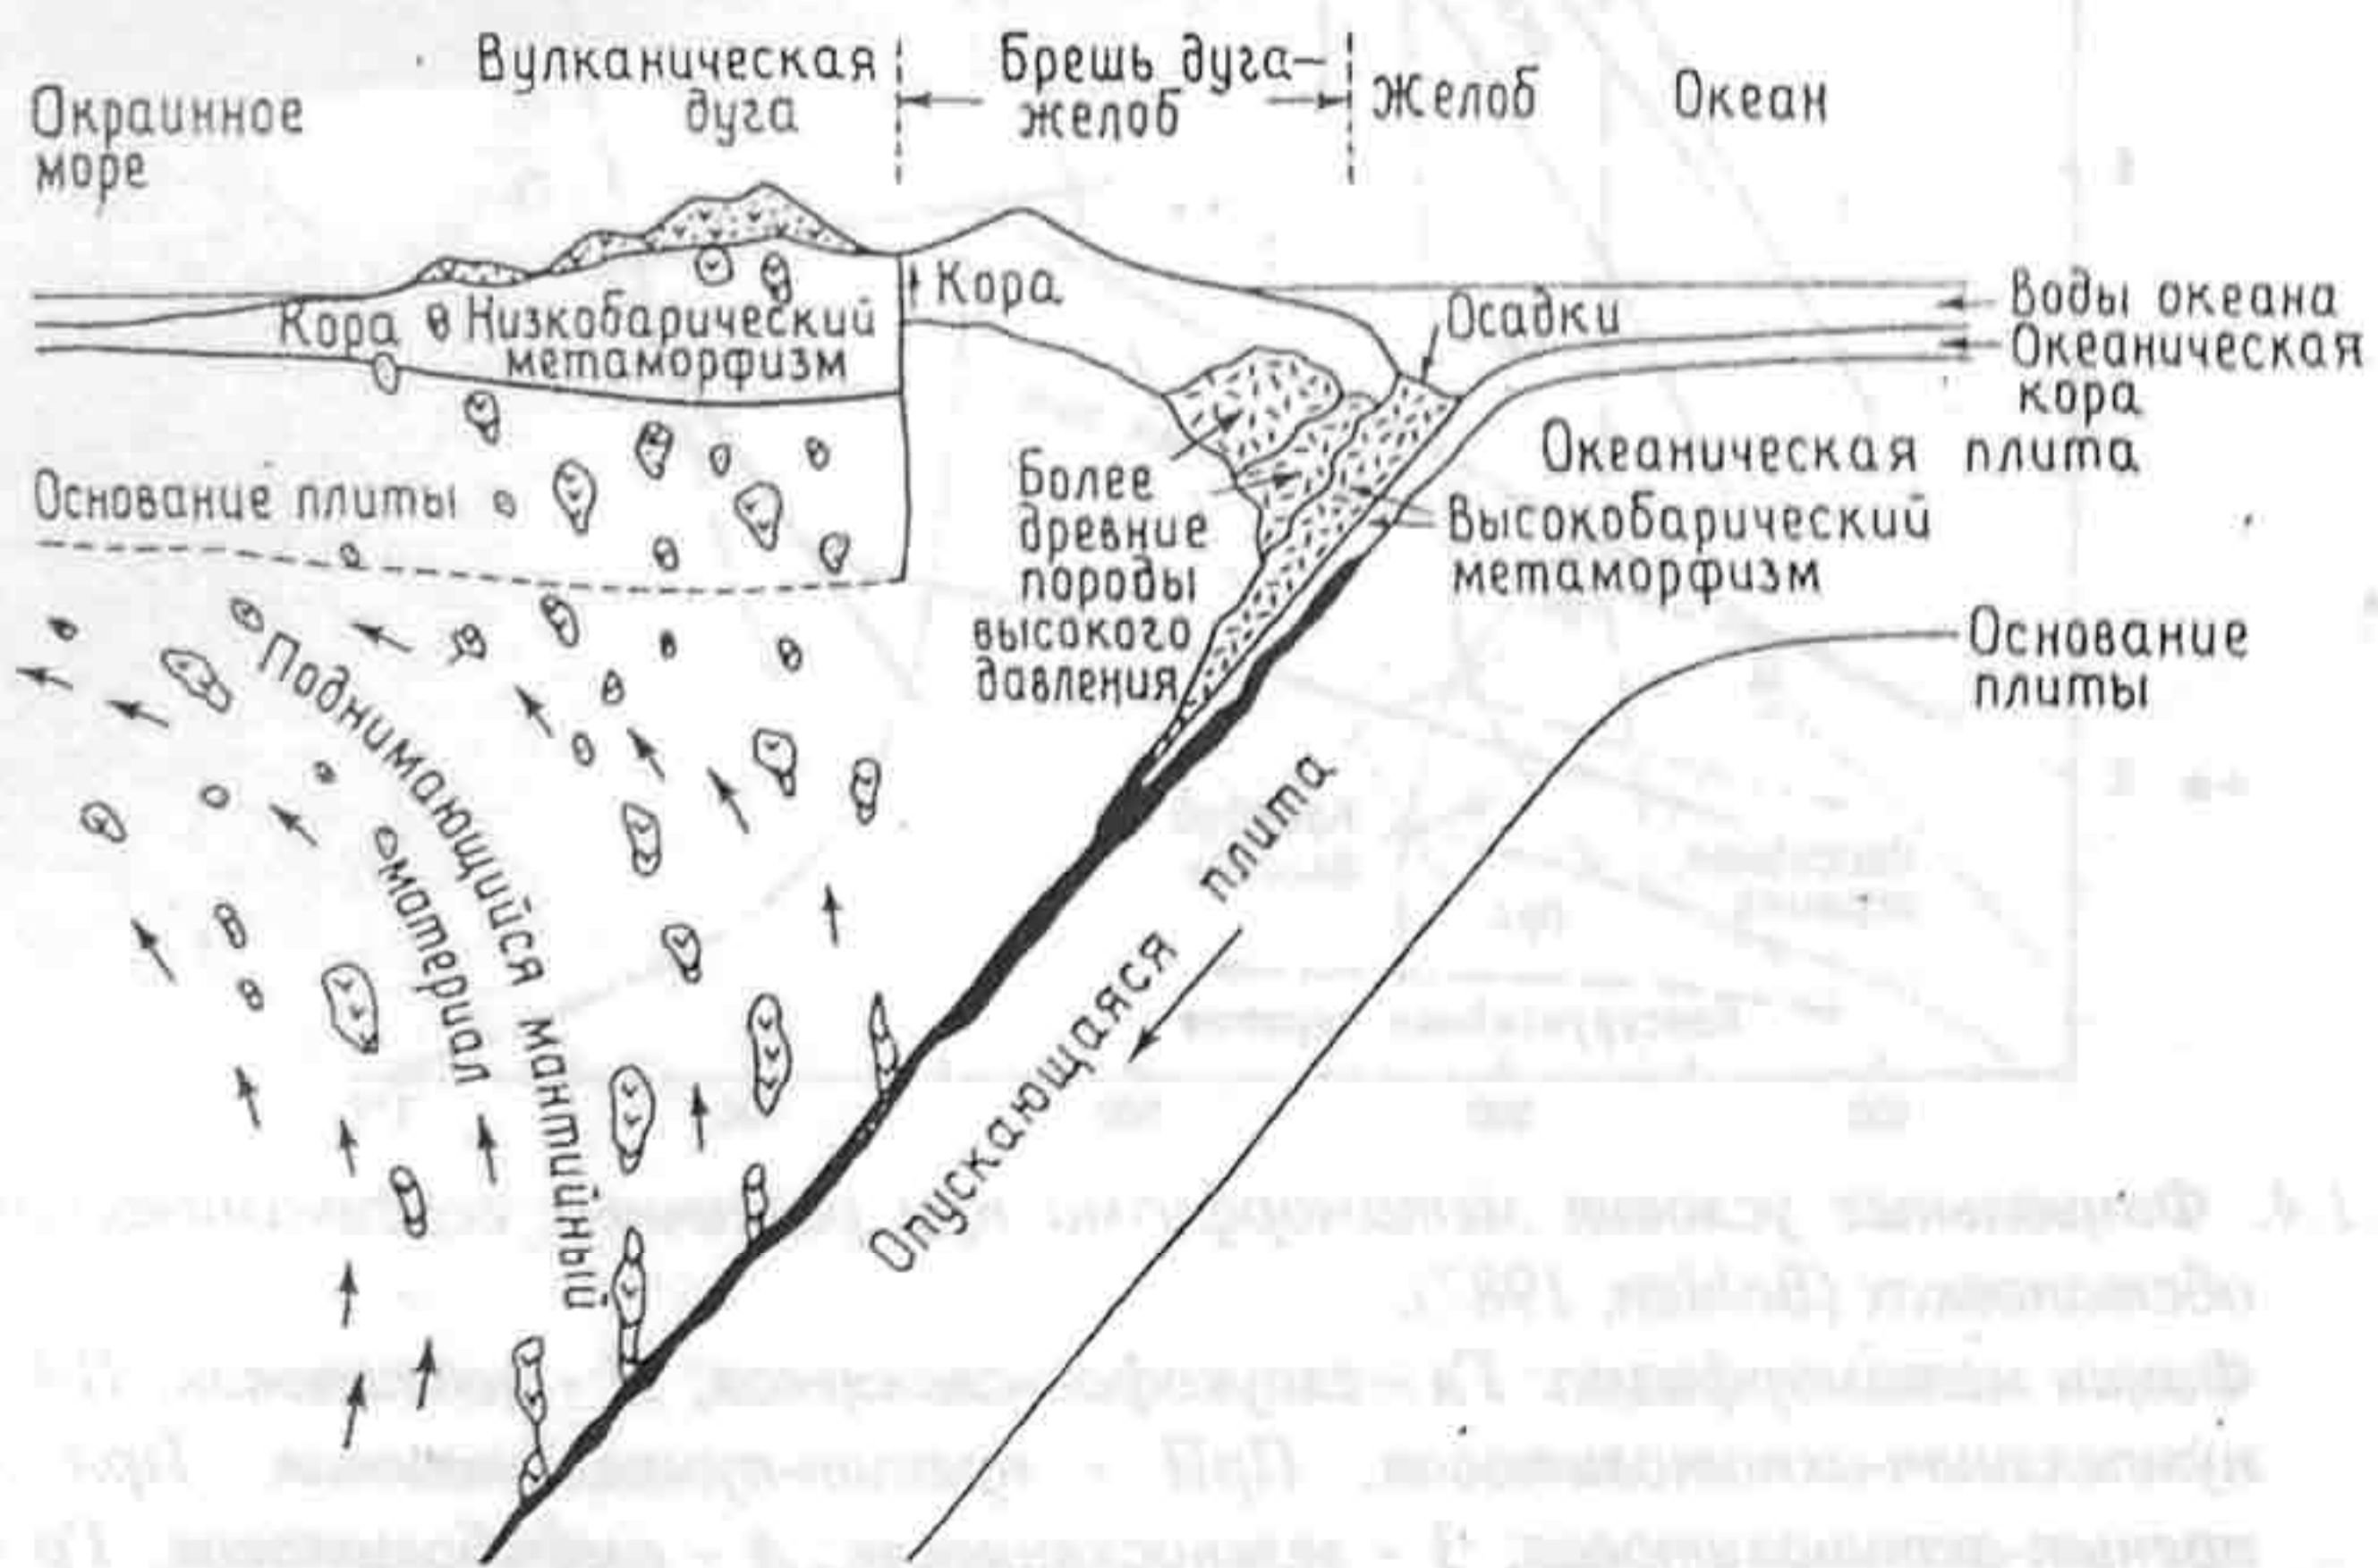 Окраинное
море
Вулканическая
дуга
Брешь дуга–
желоб
Желоб
Океан
Кора
Низкобарический
метаморфизм
Кора
Осадки
Воды океана
Океаническая
кора
Океаническая плита
Основание плиты
Более
древние
породы
высокого
давления
Высокобарический
метаморфизм
Основание
плиты
Поднимающийся мантийный
материал
Опускающаяся плита